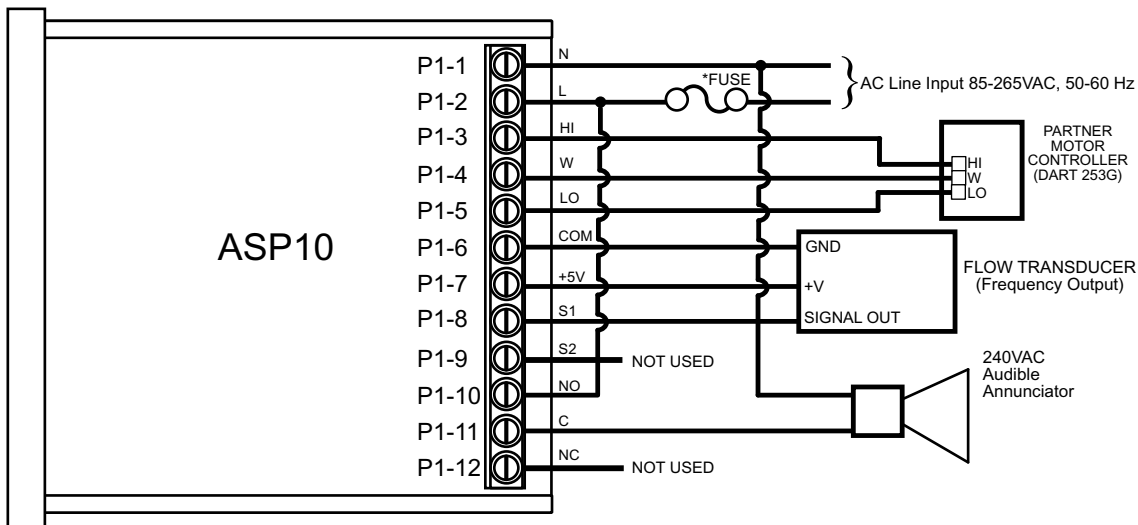 ASP10
P1-1
P1-2
P1-3
P1-4
P1-5
P1-6
P1-7
P1-8
P1-9
P1-10
P1-11
P1-12
N
L
HI
W
LO
COM
+5V
S1
S2
NO
C
NC
*FUSE
AC Line Input 85-265VAC, 50-60 Hz
HI
W
LO
PARTNER
MOTOR
CONTROLLER
(DART 253G)
GND
+V
SIGNAL OUT
FLOW TRANSDUCER
(Frequency Output)
NOT USED
240VAC
Audible
Annunciator
NOT USED